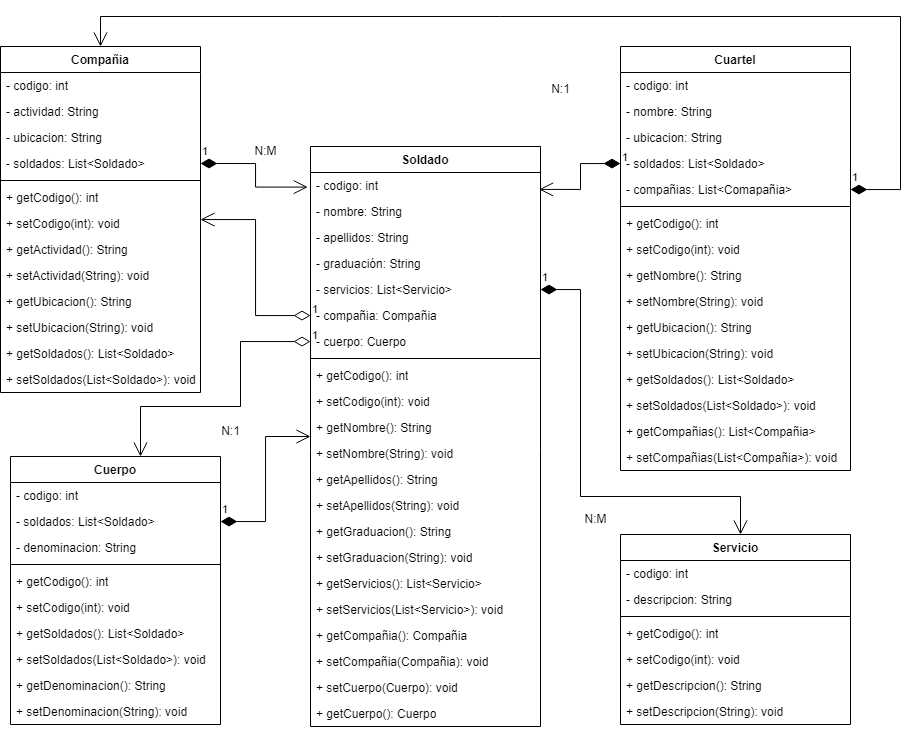 Compañia
- codigo: int
- actividad: String
- ubicacion: String
- soldados: List<Soldado>
+ getCodigo(): int
+ setCodigo(int): void
+ getActividad(): String
+ setActividad(String): void
+ getUbicacion(): String
+ setUbicacion(String): void
+ getSoldados(): List<Soldado>
+ setSoldados(List<Soldado>): void
1
N:M
Soldado
- codigo: int
- nombre: String
- apellidos: String
- graduación: String
- servicios: List<Servicio>
- compañia: Compañia
- cuerpo: Cuerpo
+ getCodigo(): int
+ setCodigo(int): void
+ getNombre(): String
+ setNombre(String): void
+ getApellidos(): String
+ setApellidos(String): void
+ getGraduacion(): String
+ setGraduacion(String): void
+ getServicios(): List<Servicio>
+ setServicios(List<Servicio>): void
+ getCompañia(): Compañia
+ setCompañia(Compañia): void
+ setCuerpo(Cuerpo): void
+ getCuerpo(): Cuerpo
1
1
1
N:1
Cuartel
- codigo: int
- nombre: String
- ubicacion: String
- soldados: List<Soldado>
- compañias: List<Comapañia>
+ getCodigo(): int
+ setCodigo(int): void
+ getNombre(): String
+ setNombre(String): void
+ getUbicacion(): String
+ setUbicacion(String): void
+ getSoldados(): List<Soldado>
+ setSoldados(List<Soldado>): void
+ getCompañias(): List<Compañia>
+ setCompañias(List<Compañia>): void
1
1
N:1
Cuerpo
- codigo: int
- soldados: List<Soldado>
- denominacion: String
+ getCodigo(): int
+ setCodigo(int): void
+ getSoldados(): List<Soldado>
+ setSoldados(List<Soldado>): void
+ getDenominacion(): String
+ setDenominacion(String): void
1
N:M
Servicio
- codigo: int
- descripcion: String
+ getCodigo(): int
+ setCodigo(int): void
+ getDescripcion(): String
+ setDescripcion(String): void